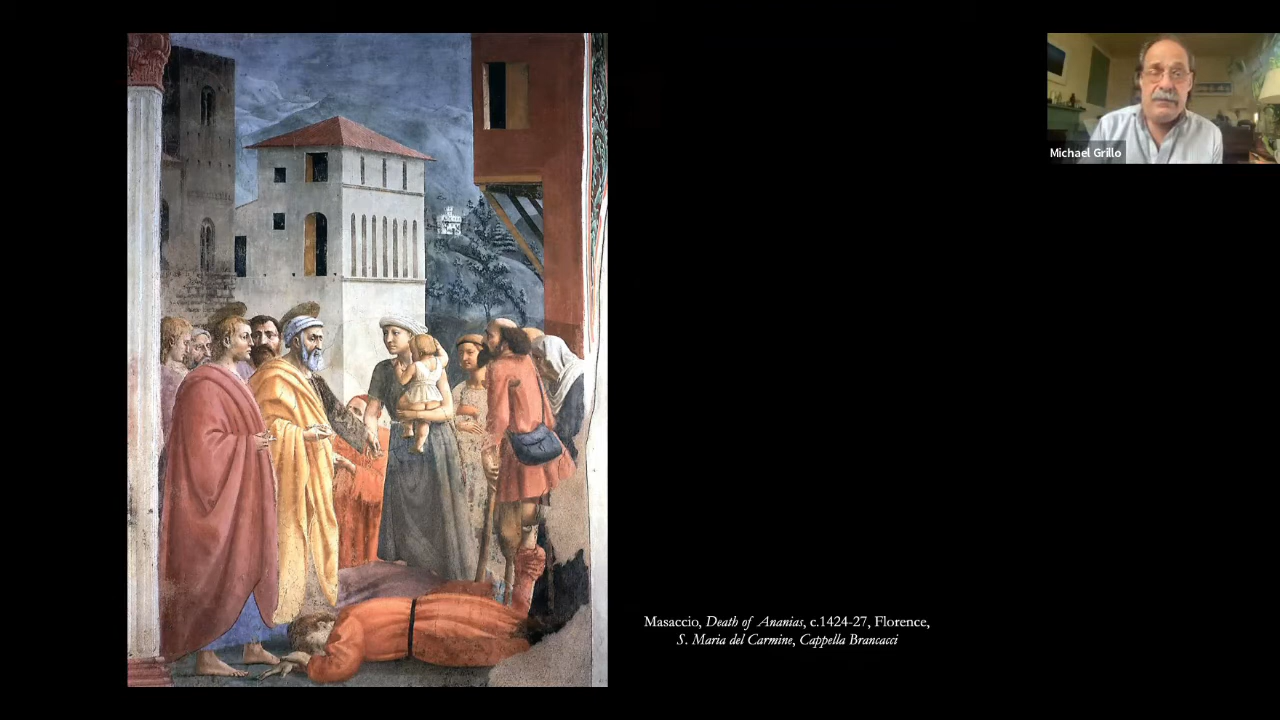 Michael Grillo
Masaccio, Death of Ananias, c.1424-27, Florence,
S. Maria del Carmine, Cappella Brancacci